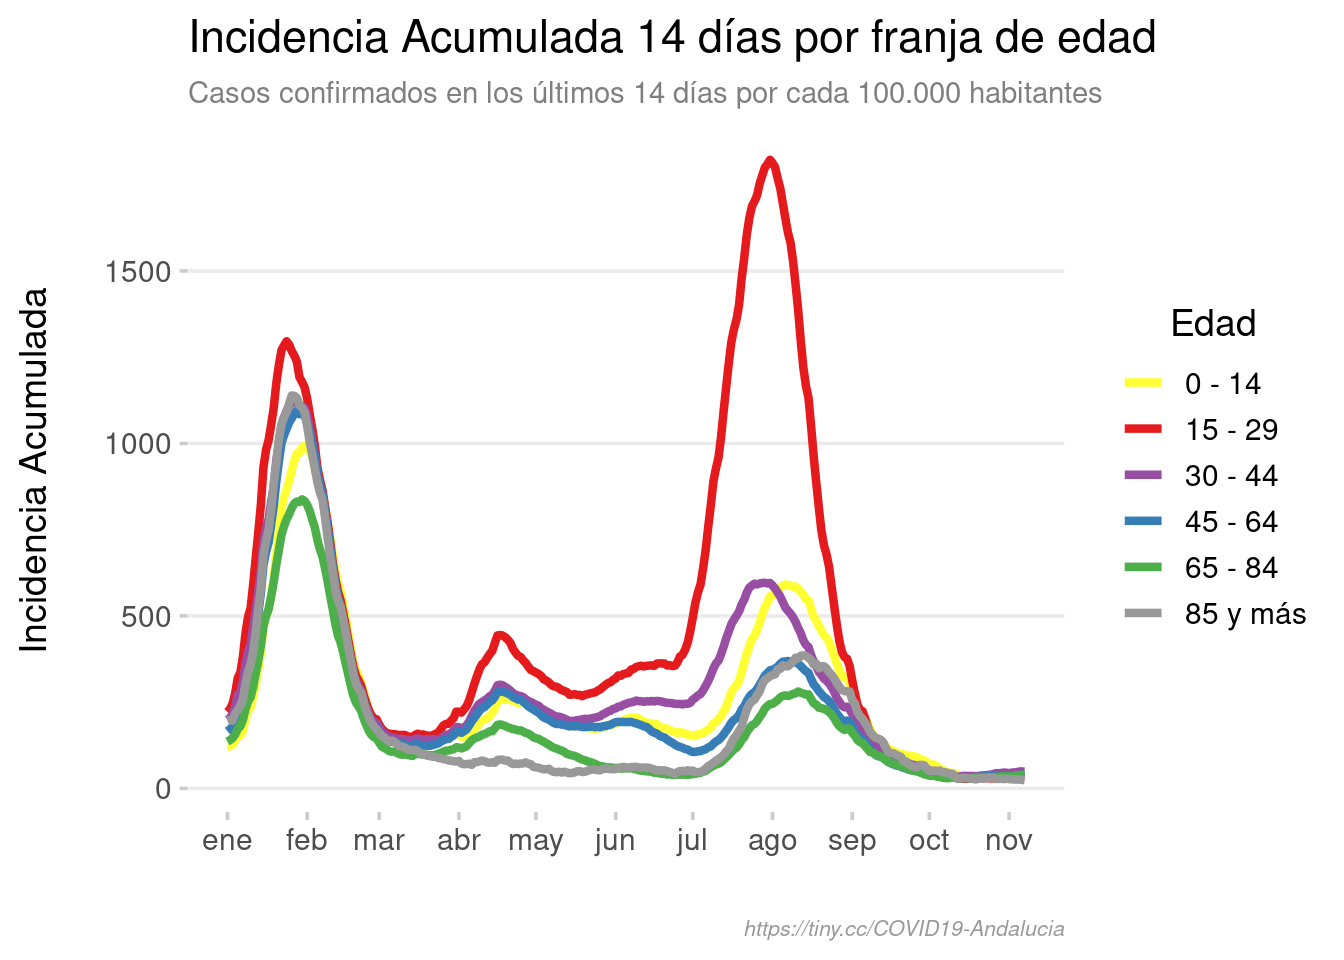 Incidencia Acumulada 14 días por franja de edad
Casos confirmados en los últimos 14 días por cada 100.000 habitantes
Incidencia Acumulada
1500
1000
500
0
ene feb mar abr may jun jul ago sep oct nov
Edad
0 - 14
15 - 29
30 - 44
45 - 64
65 - 84
85 y más
https://tiny.cc/COVID19-Andalucia